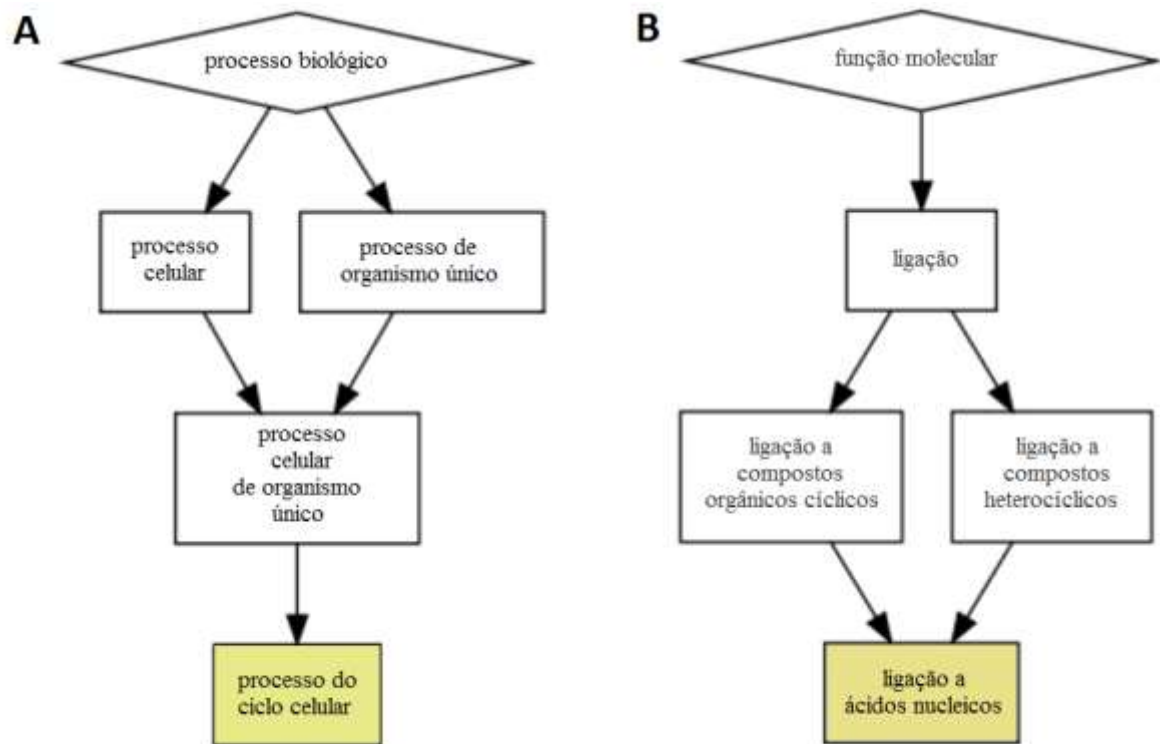 A
processo biológico
processo
celular
processo de
organismo único
processo
celular
de organismo
único
processo do
ciclo celular
B
função molecular
ligação
ligação a
compostos
orgânicos cíclicos
ligação a
compostos
heterocíclicos
ligação a
ácidos nucleicos